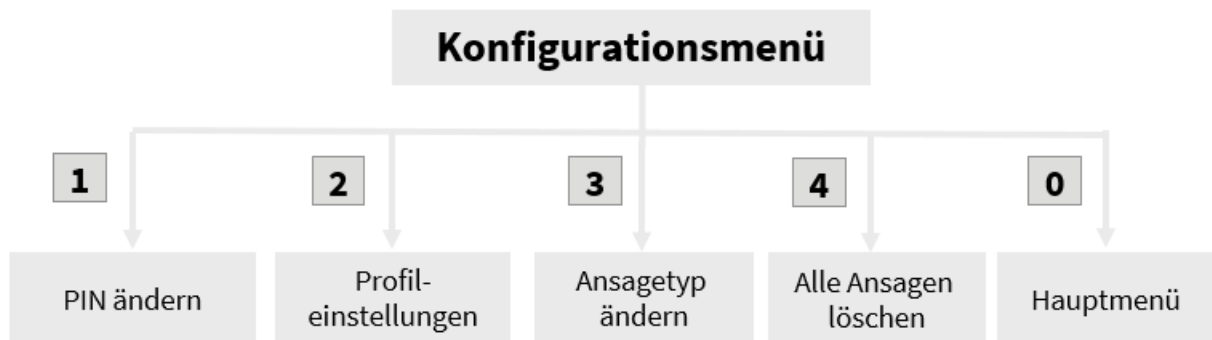 Konfigurationsmenü
1
2
3
4
0
PIN ändern
Profil-
einstellungen
Ansagetyp
ändern
Alle Ansagen
löschen
Hauptmenü